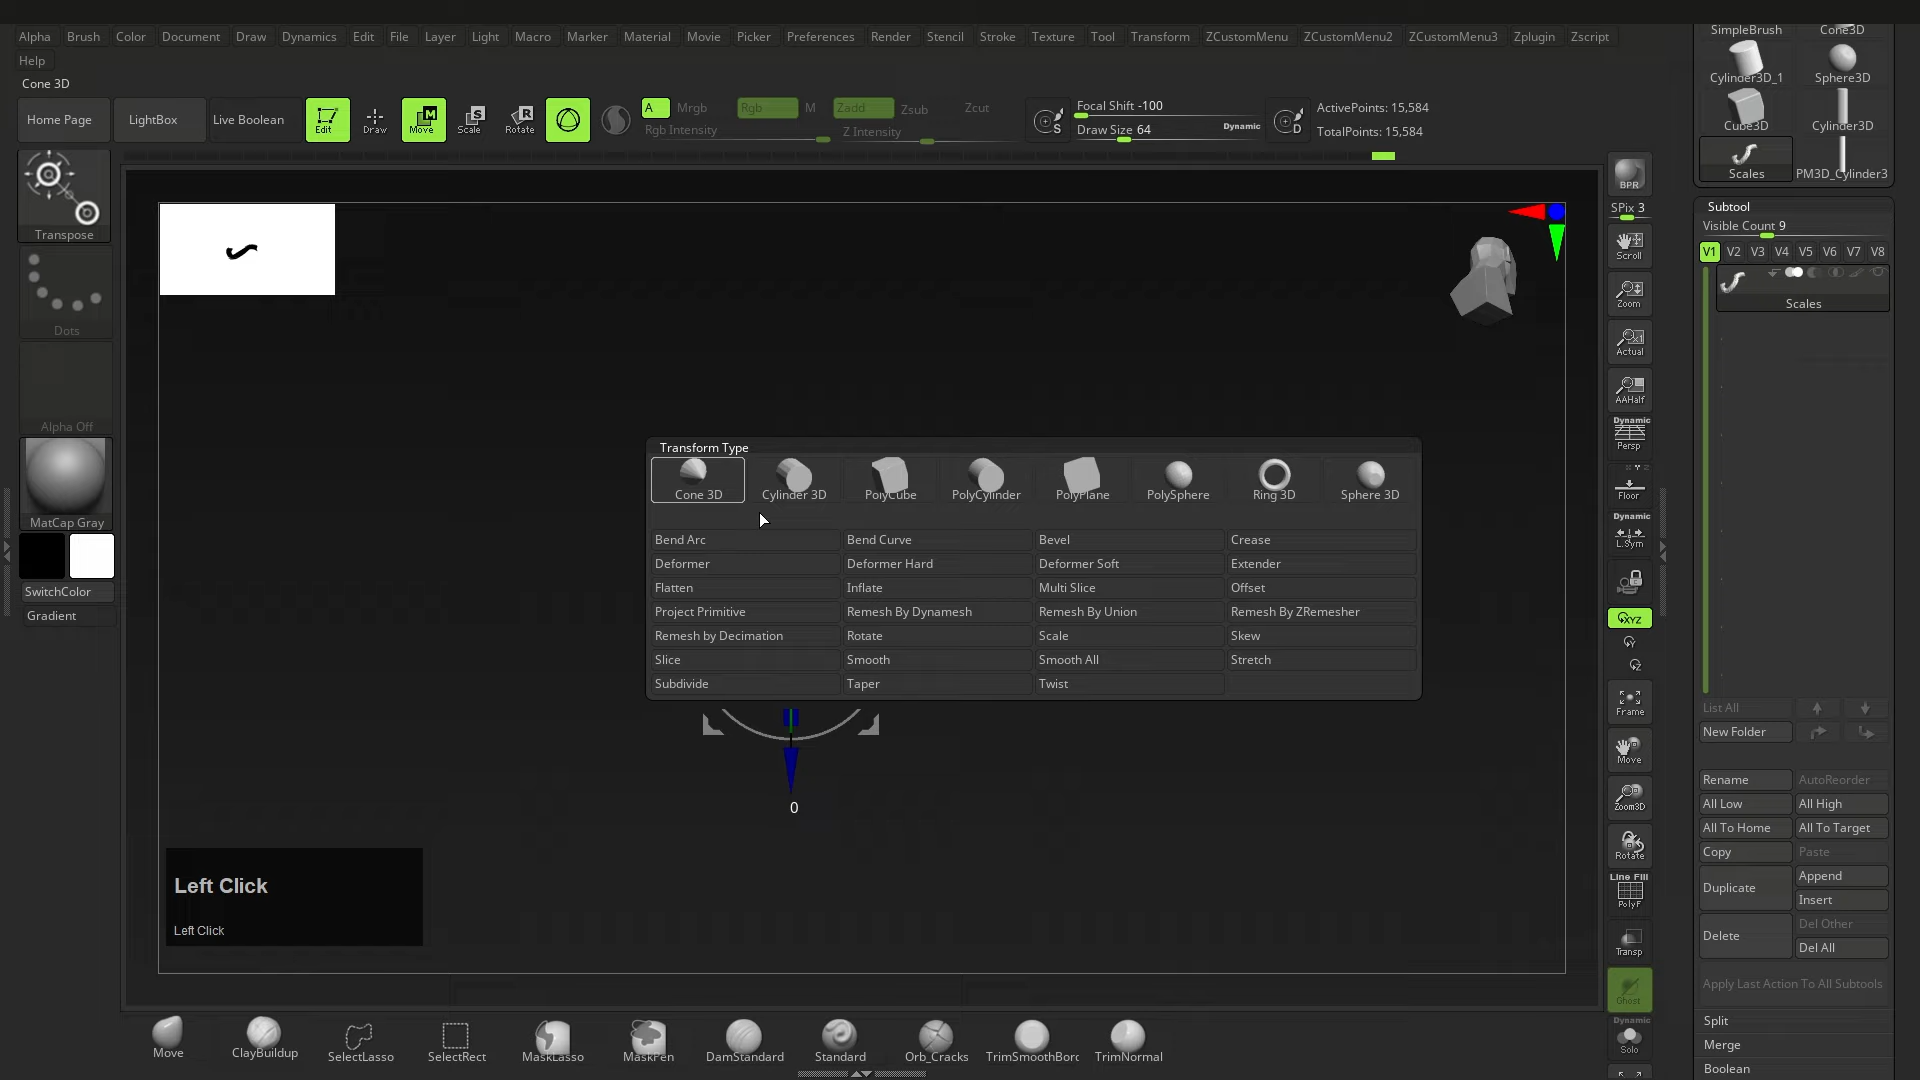 Alpha Brush Color Document Draw Dynamics Edit File Layer Light Macro Marker Material Movie Picker Preferences Render Stencil Stroke Texture Tool Transform ZCustomMenu ZCustomMenu2 ZCustomMenu3 Zplugin Zscript
Help
Cone 3D
Home Page LightBox Live Boolean Edit Draw Move Scale Rotate
A Mrgb Rgb M Zadd Zsub Zcut
Rgb Intensity Z Intensity
Focal Shift -100
Draw Size 64 Dynamic
ActivePoints: 15,584
TotalPoints: 15,584
SimpleBrush Cone3D
Cylinder3D_1 Sphere3D
Cube3D Cylinder3D
Scales PM3D_Cylinder3
Transpose
Dots
Alpha Off
MatCap Gray
SwitchColor
Gradient
Transform Type
Cone 3D Cylinder 3D PolyCube PolyCylinder PolyPlane PolySphere Ring 3D Sphere 3D
Bend Arc Bend Curve Bevel Crease
Deformer Deformer Hard Deformer Soft Extender
Flatten Inflate Multi Slice Offset
Project Primitive Remesh By Dynamesh Remesh By Union Remesh By ZRemesher
Remesh by Decimation Rotate Scale Skew
Slice Smooth Smooth All Stretch
Subdivide Taper Twist
0
Left Click
Left Click
BPR
SPix 3
Scroll
Zoom
Actual
AAHalf
Dynamic
Persp
Floor
Dynamic
L.Sym
XYZ
Y
Z
Frame
Move
Zoom3D
Rotate
Line Fill
PolyF
Transp
Ghost
Dynamic
Solo
Subtool
Visible Count 9
V1 V2 V3 V4 V5 V6 V7 V8
Scales
List All
New Folder
Rename AutoReorder
All Low All High
All To Home All To Target
Copy Paste
Duplicate Append
Insert
Delete Del Other
Del All
Apply Last Action To All Subtools
Split
Merge
Boolean
Move ClayBuildup SelectLasso SelectRect MaskLasso MaskPen DamStandard Standard Orb_Cracks TrimSmoothBorc TrimNormal